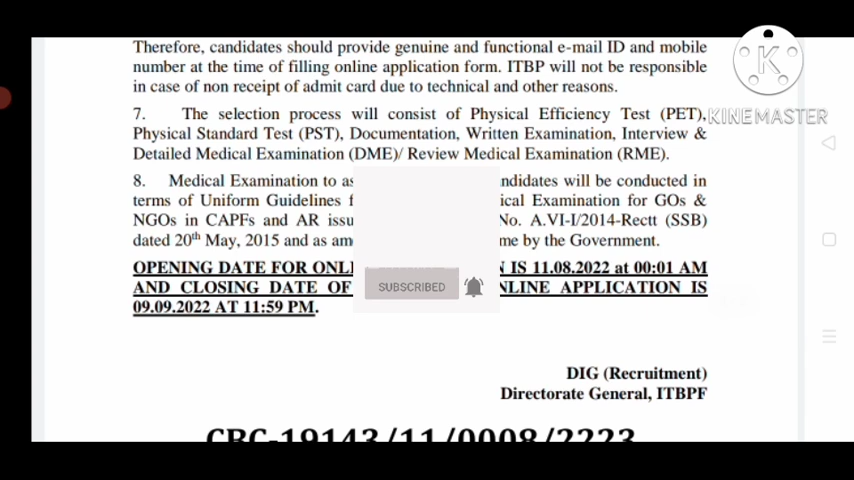 Therefore, candidates should provide genuine and functional e-mail ID and mobile
number at the time of filling online application form. ITBP will not be responsible
in case of non receipt of admit card due to technical and other reasons.
7. The selection process will consist of Physical Efficiency Test (PET),
Physical Standard Test (PST), Documentation, Written Examination, Interview &
Detailed Medical Examination (DME)/ Review Medical Examination (RME).
8. Medical Examination to as ndidates will be conducted in
terms of Uniform Guidelines f ical Examination for GOs &
NGOs in CAPFs and AR issu No. A.VI-I/2014-Rectt (SSB)
dated 20th May, 2015 and as am me by the Government.
OPENING DATE FOR ONL N IS 11.08.2022 at 00:01 AM
AND CLOSING DATE OF NLINE APPLICATION IS
09.09.2022 AT 11:59 PM.
SUBSCRIBED
DIG (Recruitment)
Directorate General, ITBPF
CBC-19143/11/0008/2223
K
KINEMASTER